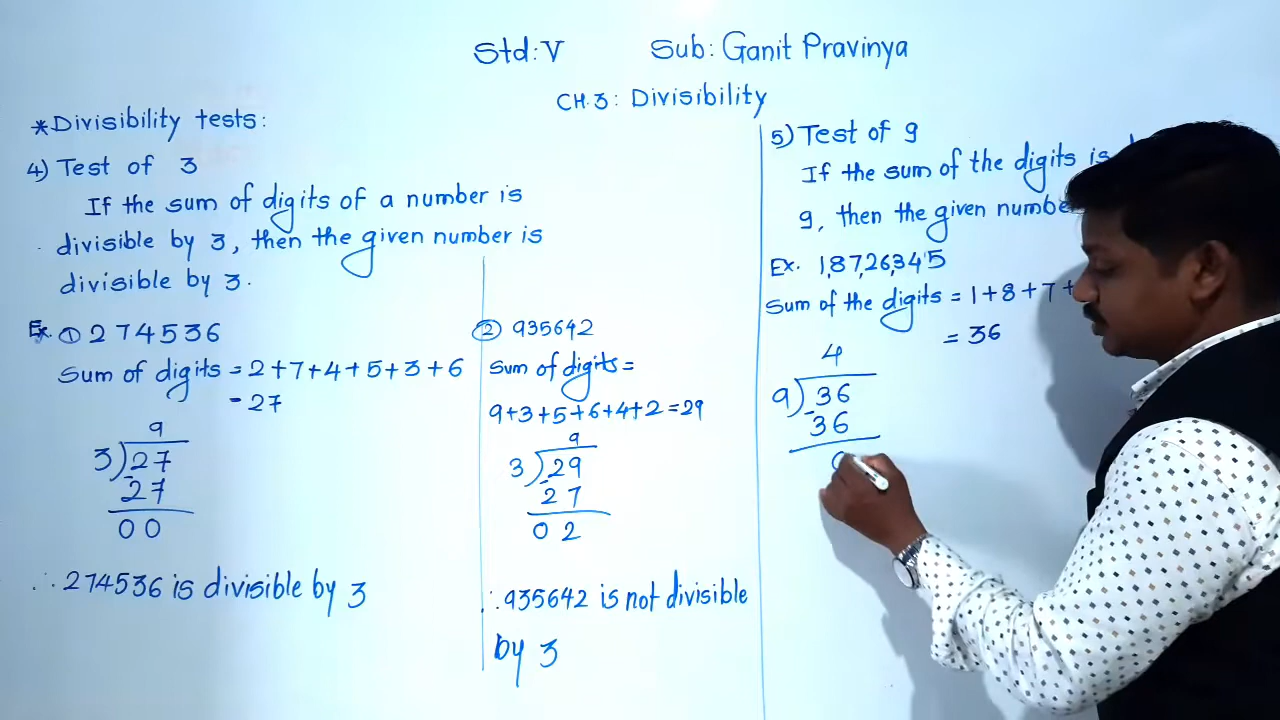 Std: V Sub: Ganit Pravinya
CH. 3: Divisibility
*Divisibility tests:
4) Test of 3
If the sum of digits of a number is
divisible by 3, then the given number is
divisible by 3.
Ex. ① 274536
Sum of digits = 2+7+4+5+3+6
= 27
9
3)27
- 27
00
∴ 274536 is divisible by 3
② 935642
Sum of digits =
9+3+5+6+4+2 = 29
9
3)29
- 27
02
∴ 935642 is not divisible
by 3
5) Test of 9
If the sum of the digits is
9, then the given
Ex. 1,87,26,345
Sum of the digits = 1+8+7+
= 36
4
9)36
- 36